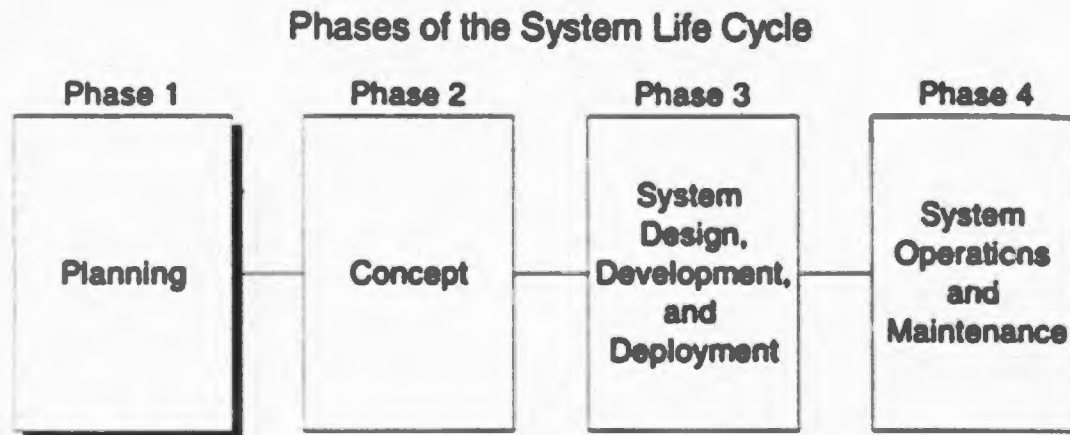 Phases of the System Life Cycle
Phase 1
Planning
Phase 2
Concept
Phase 3
System
Design,
Development,
and
Deployment
Phase 4
System
Operations
and
Maintenance